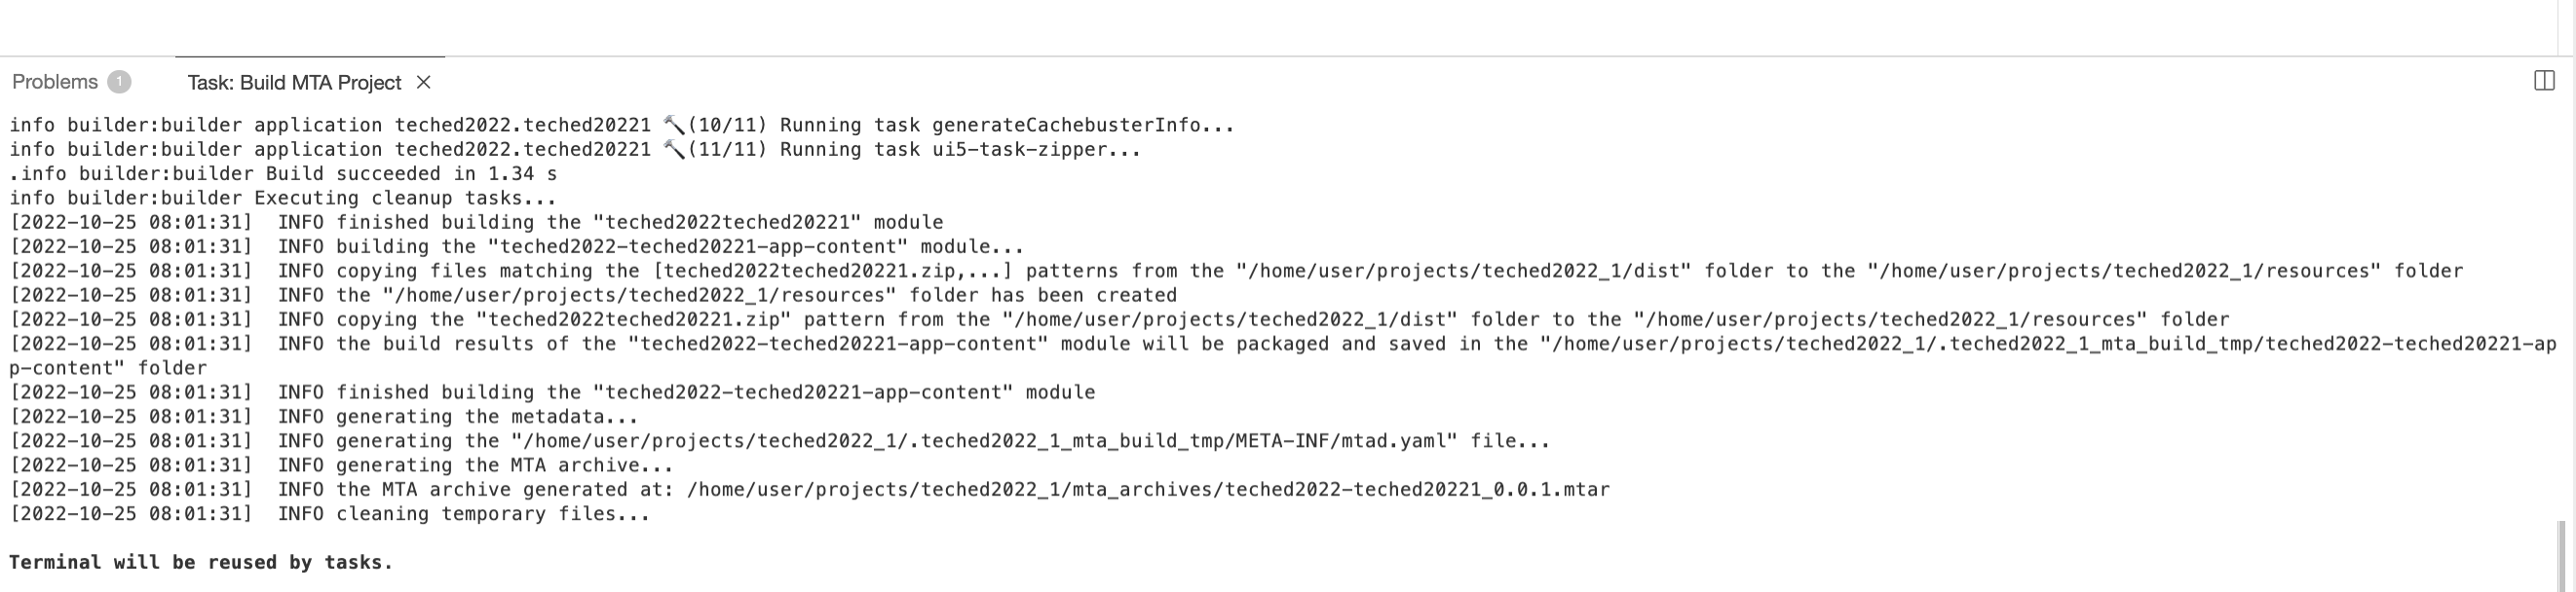 Problems 1 Task: Build MTA Project
info builder:builder application teched2022.teched20221 🔨(10/11) Running task generateCachebusterInfo...
info builder:builder application teched2022.teched20221 🔨(11/11) Running task ui5-task-zipper...
.info builder:builder Build succeeded in 1.34 s
info builder:builder Executing cleanup tasks...
[2022-10-25 08:01:31]  INFO finished building the "teched2022teched20221" module
[2022-10-25 08:01:31]  INFO building the "teched2022-teched20221-app-content" module...
[2022-10-25 08:01:31]  INFO copying files matching the [teched2022teched20221.zip,...] patterns from the "/home/user/projects/teched2022_1/dist" folder to the "/home/user/projects/teched2022_1/resources" folder
[2022-10-25 08:01:31]  INFO the "/home/user/projects/teched2022_1/resources" folder has been created
[2022-10-25 08:01:31]  INFO copying the "teched2022teched20221.zip" pattern from the "/home/user/projects/teched2022_1/dist" folder to the "/home/user/projects/teched2022_1/resources" folder
[2022-10-25 08:01:31]  INFO the build results of the "teched2022-teched20221-app-content" module will be packaged and saved in the "/home/user/projects/teched2022_1/.teched2022_1_mta_build_tmp/teched2022-teched20221-ap
p-content" folder
[2022-10-25 08:01:31]  INFO finished building the "teched2022-teched20221-app-content" module
[2022-10-25 08:01:31]  INFO generating the metadata...
[2022-10-25 08:01:31]  INFO generating the "/home/user/projects/teched2022_1/.teched2022_1_mta_build_tmp/META-INF/mtad.yaml" file...
[2022-10-25 08:01:31]  INFO generating the MTA archive...
[2022-10-25 08:01:31]  INFO the MTA archive generated at: /home/user/projects/teched2022_1/mta_archives/teched2022-teched20221_0.0.1.mtar
[2022-10-25 08:01:31]  INFO cleaning temporary files...
Terminal will be reused by tasks.